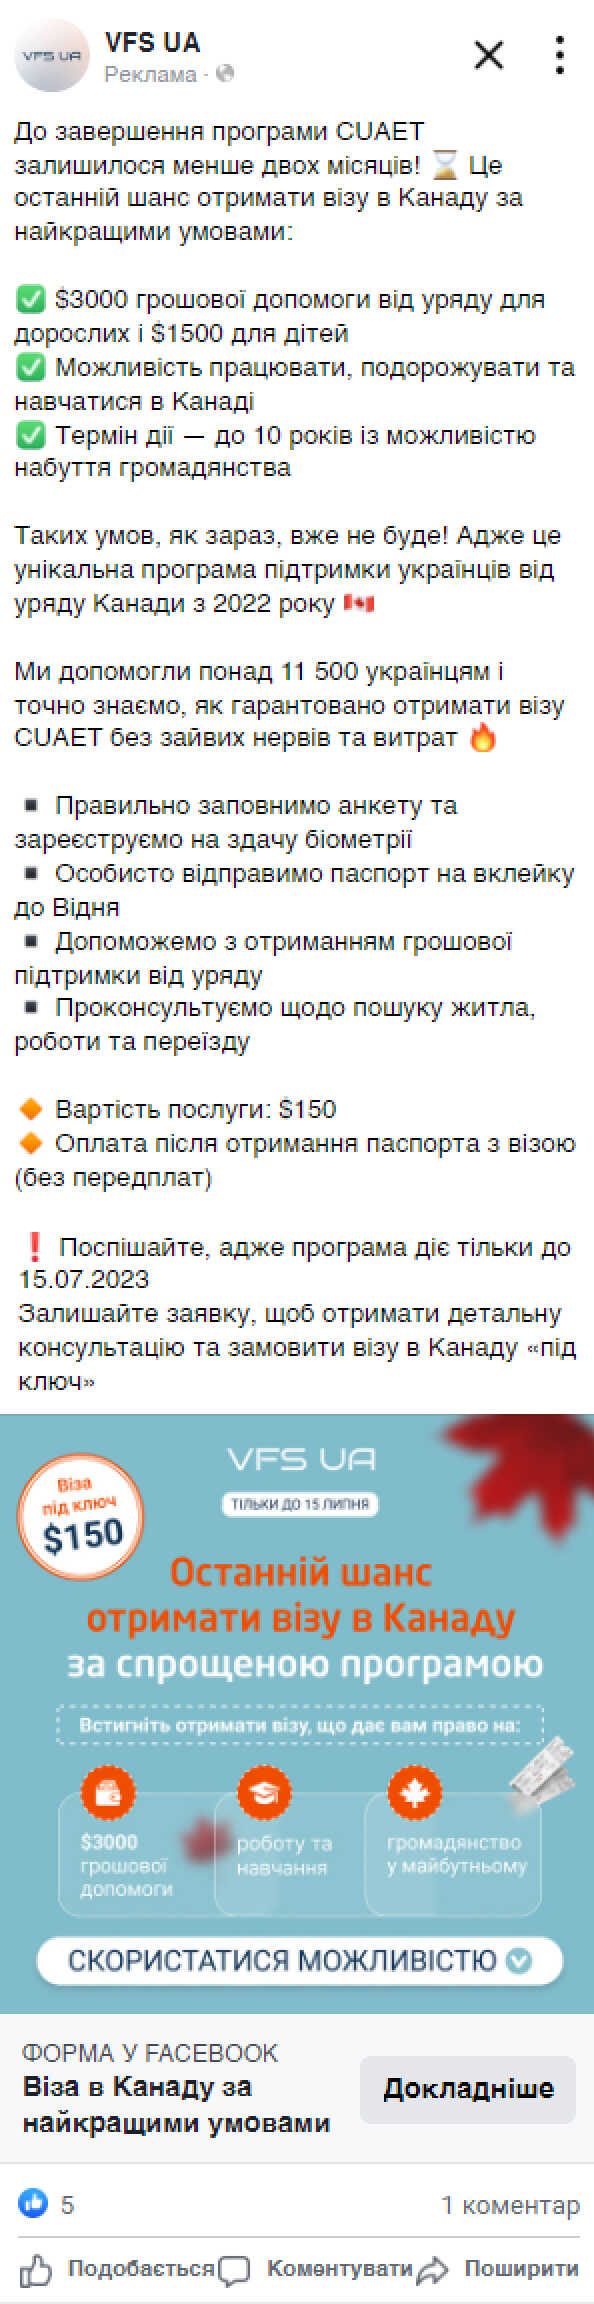 VFS UA
VFS UA
Реклама ·
До завершення програми CUAET
залишилося менше двох місяців! ⏳ Це
останній шанс отримати візу в Канаду за
найкращими умовами:
✅ $3000 грошової допомоги від уряду для
дорослих і $1500 для дітей
✅ Можливість працювати, подорожувати та
навчатися в Канаді
✅ Термін дії — до 10 років із можливістю
набуття громадянства
Таких умов, як зараз, вже не буде! Адже це
унікальна програма підтримки українців від
уряду Канади з 2022 року 🇨🇦
Ми допомогли понад 11 500 українцям і
точно знаємо, як гарантовано отримати візу
CUAET без зайвих нервів та витрат 🔥
▪️ Правильно заповнимо анкету та
зареєструємо на здачу біометрії
▪️ Особисто відправимо паспорт на вклейку
до Відня
▪️ Допоможемо з отриманням грошової
підтримки від уряду
▪️ Проконсультуємо щодо пошуку житла,
роботи та переїзду
🔸 Вартість послуги: $150
🔸 Оплата після отримання паспорта з візою
(без передплат)
❗ Поспішайте, адже програма діє тільки до
15.07.2023
Залишайте заявку, щоб отримати детальну
консультацію та замовити візу в Канаду «під
ключ»
VFS UA
ТІЛЬКИ ДО 15 ЛИПНЯ
Віза
під ключ
$150
Останній шанс
отримати візу в Канаду
за спрощеною програмою
Встигніть отримати візу, що дає вам право на:
$3000
грошової
допомоги
роботу та
навчання
громадянство
у майбутньому
СКОРИСТАТИСЯ МОЖЛИВІСТЮ
ФОРМА У FACEBOOK
Віза в Канаду за
найкращими умовами
Докладніше
5
1 коментар
Подобається
Коментувати
Поширити